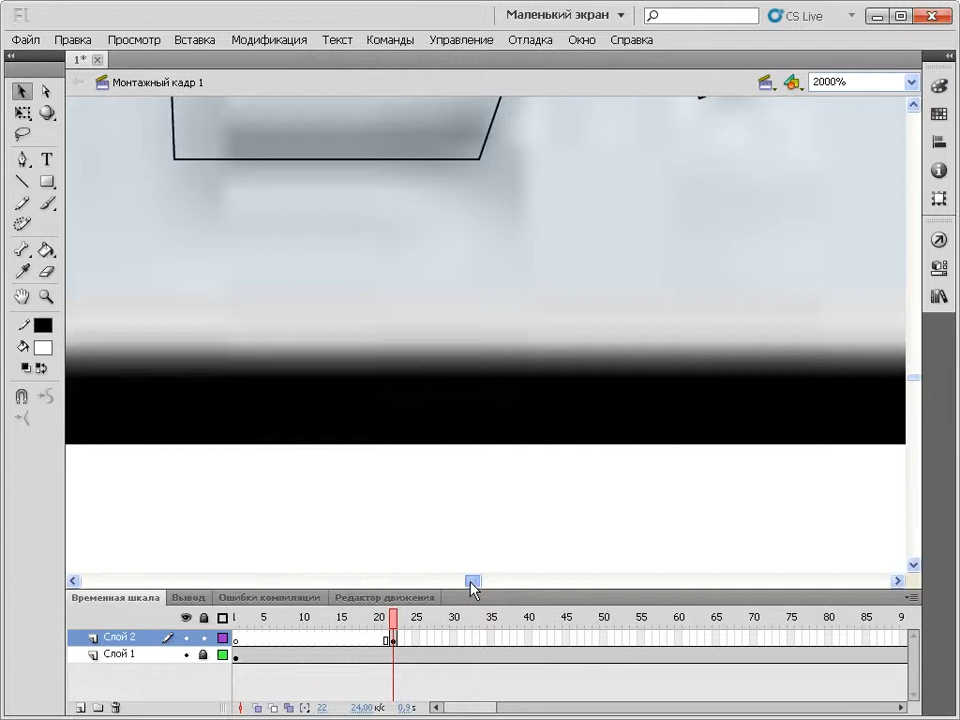 Fl Маленький экран CS Live
Файл Правка Просмотр Вставка Модификация Текст Команды Управление Отладка Окно Справка
1*
Монтажный кадр 1 2000%
T
Временная шкала Вывод Ошибки компиляции Редактор движения
1 5 10 15 20 25 30 35 40 45 50 55 60 65 70 75 80 85 9
Слой 2
Слой 1
22 24,00 к/с 0,9 s